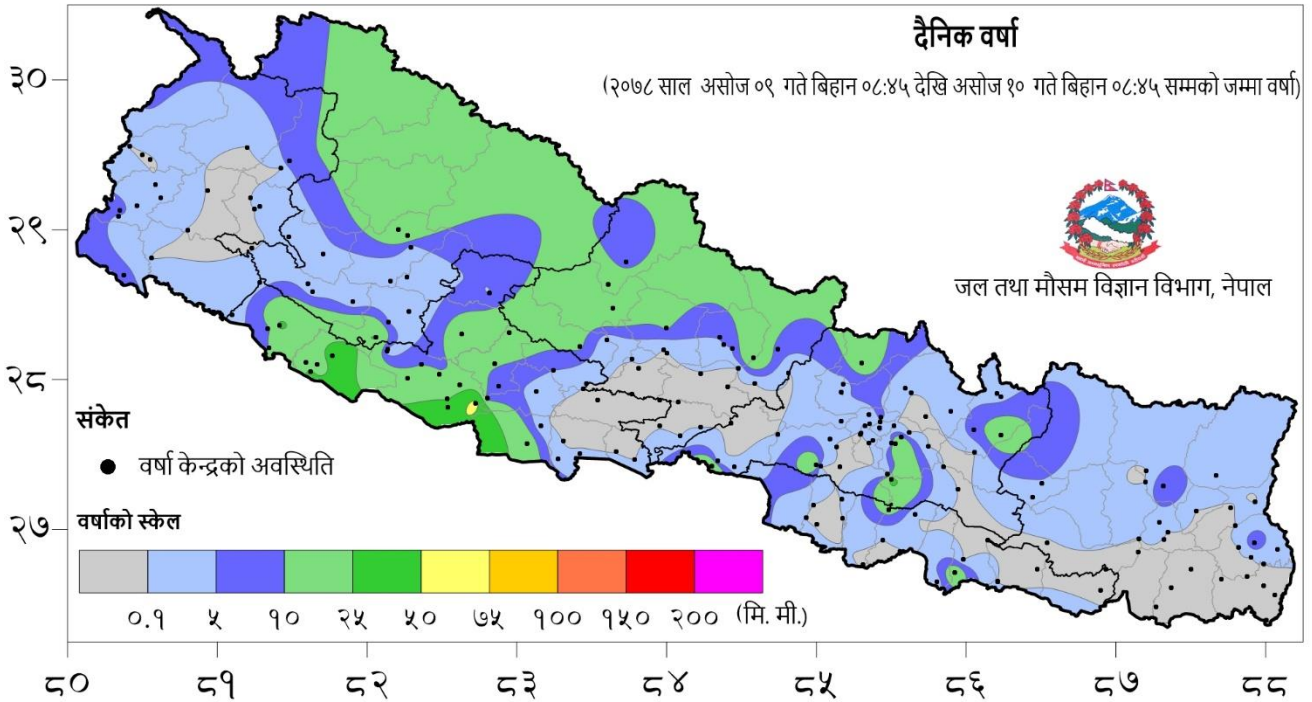 दैनिक वर्षा
(२०७८ साल असोज ०९ गते बिहान ०८:४५ देखि असोज १० गते बिहान ०८:४५ सम्मको जम्मा वर्षा)
जल तथा मौसम विज्ञान विभाग, नेपाल
३०
२९
२८
२७
संकेत
वर्षा केन्द्रको अवस्थिति
वर्षाको स्केल
०.१ ५ १० २५ ५० ७५ १०० १५० २०० (मि. मी.)
८० ८१ ८२ ८३ ८४ ८५ ८६ ८७ ८८